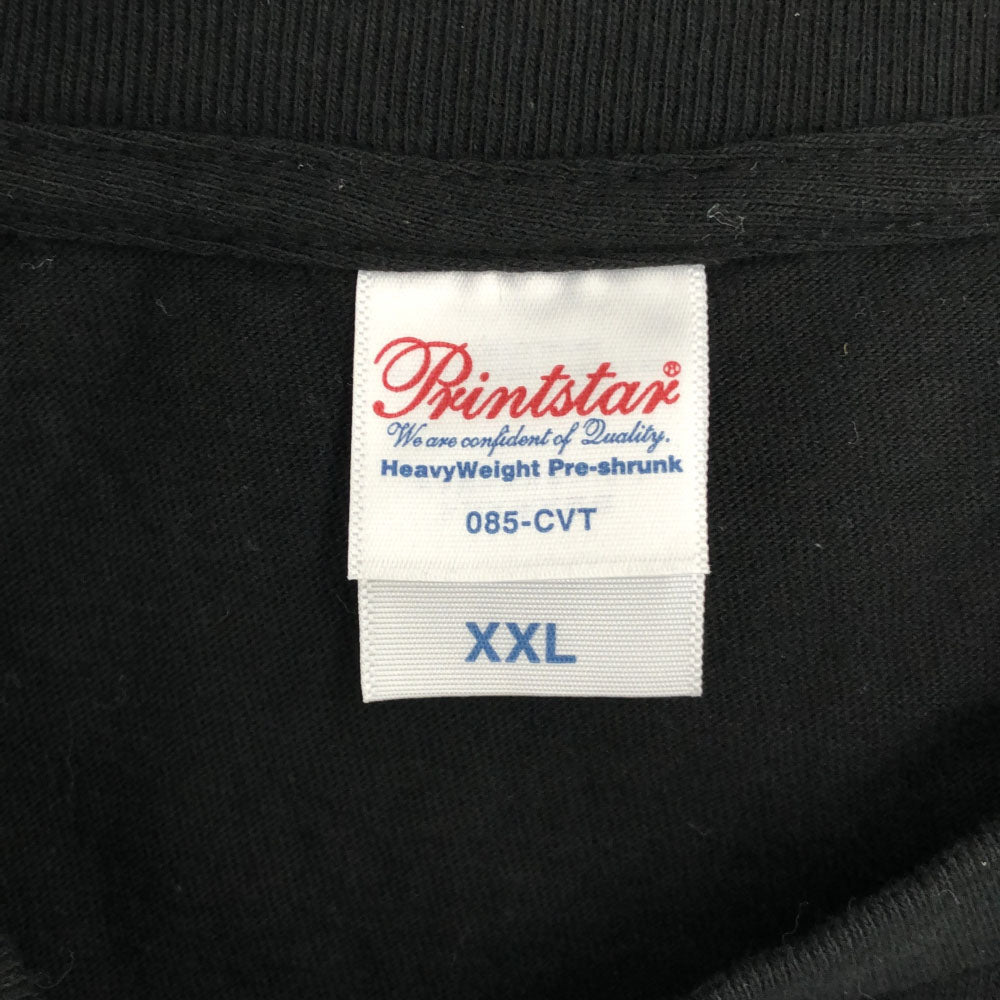 Printstar®
We are confident of Quality.
HeavyWeight Pre-shrunk
085-CVT
XXL